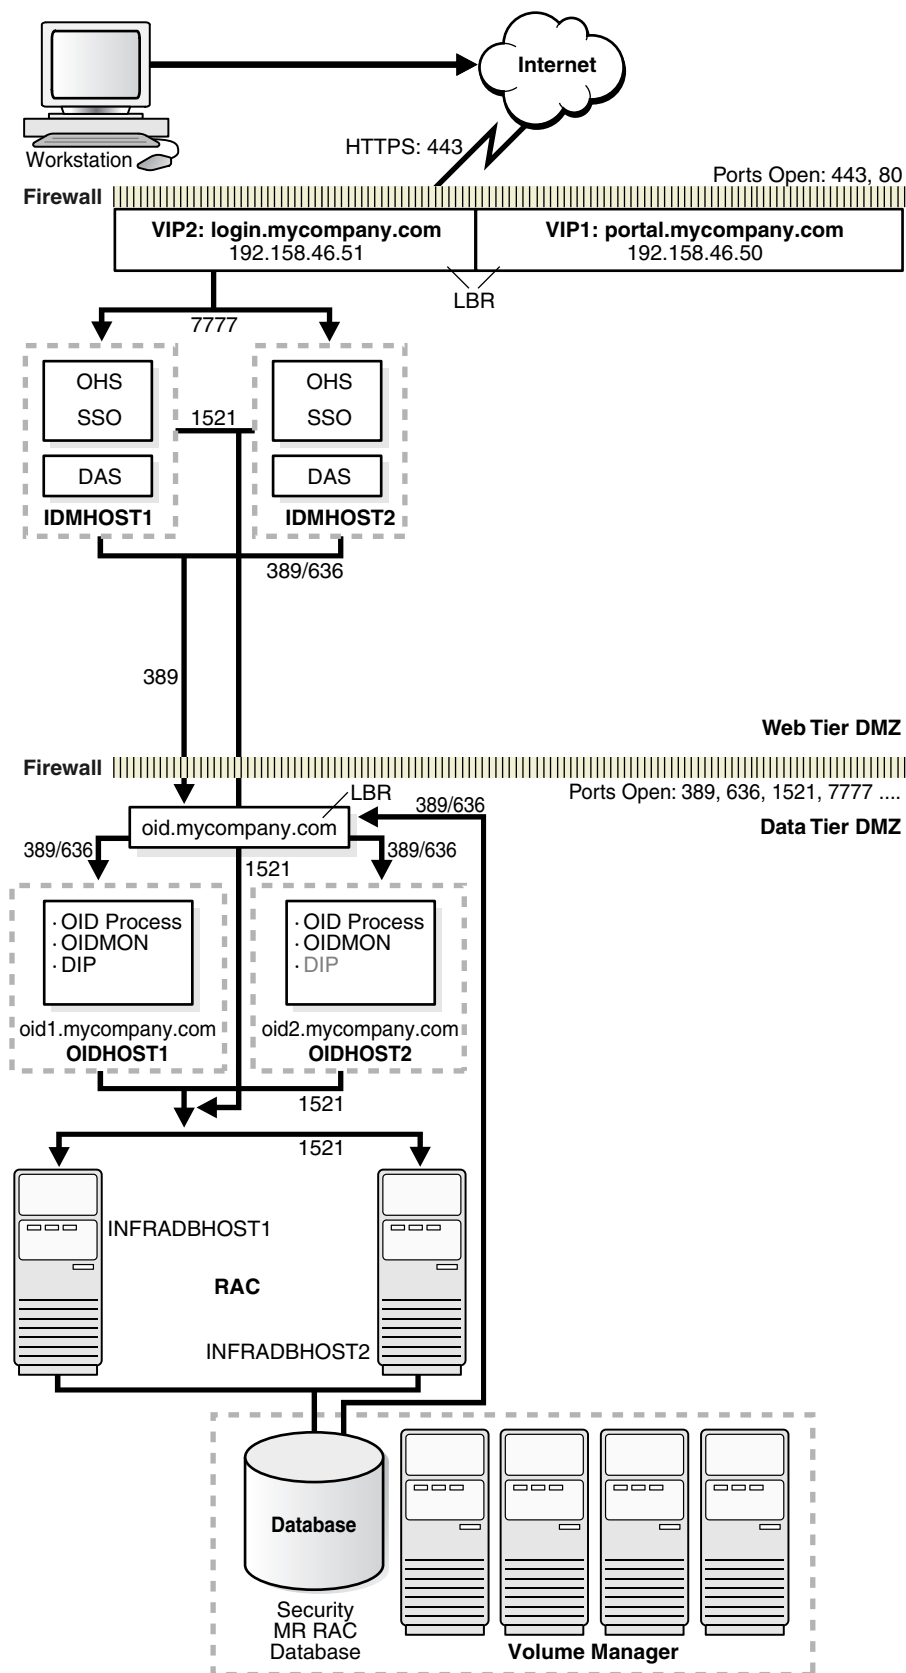 Internet
HTTPS: 443
Workstation
Ports Open: 443, 80
Firewall
VIP2: login.mycompany.com
192.158.46.51
VIP1: portal.mycompany.com
192.158.46.50
LBR
7777
OHS
SSO
DAS
IDMHOST1
1521
OHS
SSO
DAS
IDMHOST2
389/636
389
Web Tier DMZ
Firewall
Ports Open: 389, 636, 1521, 7777 ....
Data Tier DMZ
LBR
389/636
oid.mycompany.com
389/636
389/636
1521
· OID Process
· OIDMON
· DIP
oid1.mycompany.com
OIDHOST1
· OID Process
· OIDMON
· DIP
oid2.mycompany.com
OIDHOST2
1521
1521
INFRADBHOST1
RAC
INFRADBHOST2
Database
Security
MR RAC
Database
Volume Manager